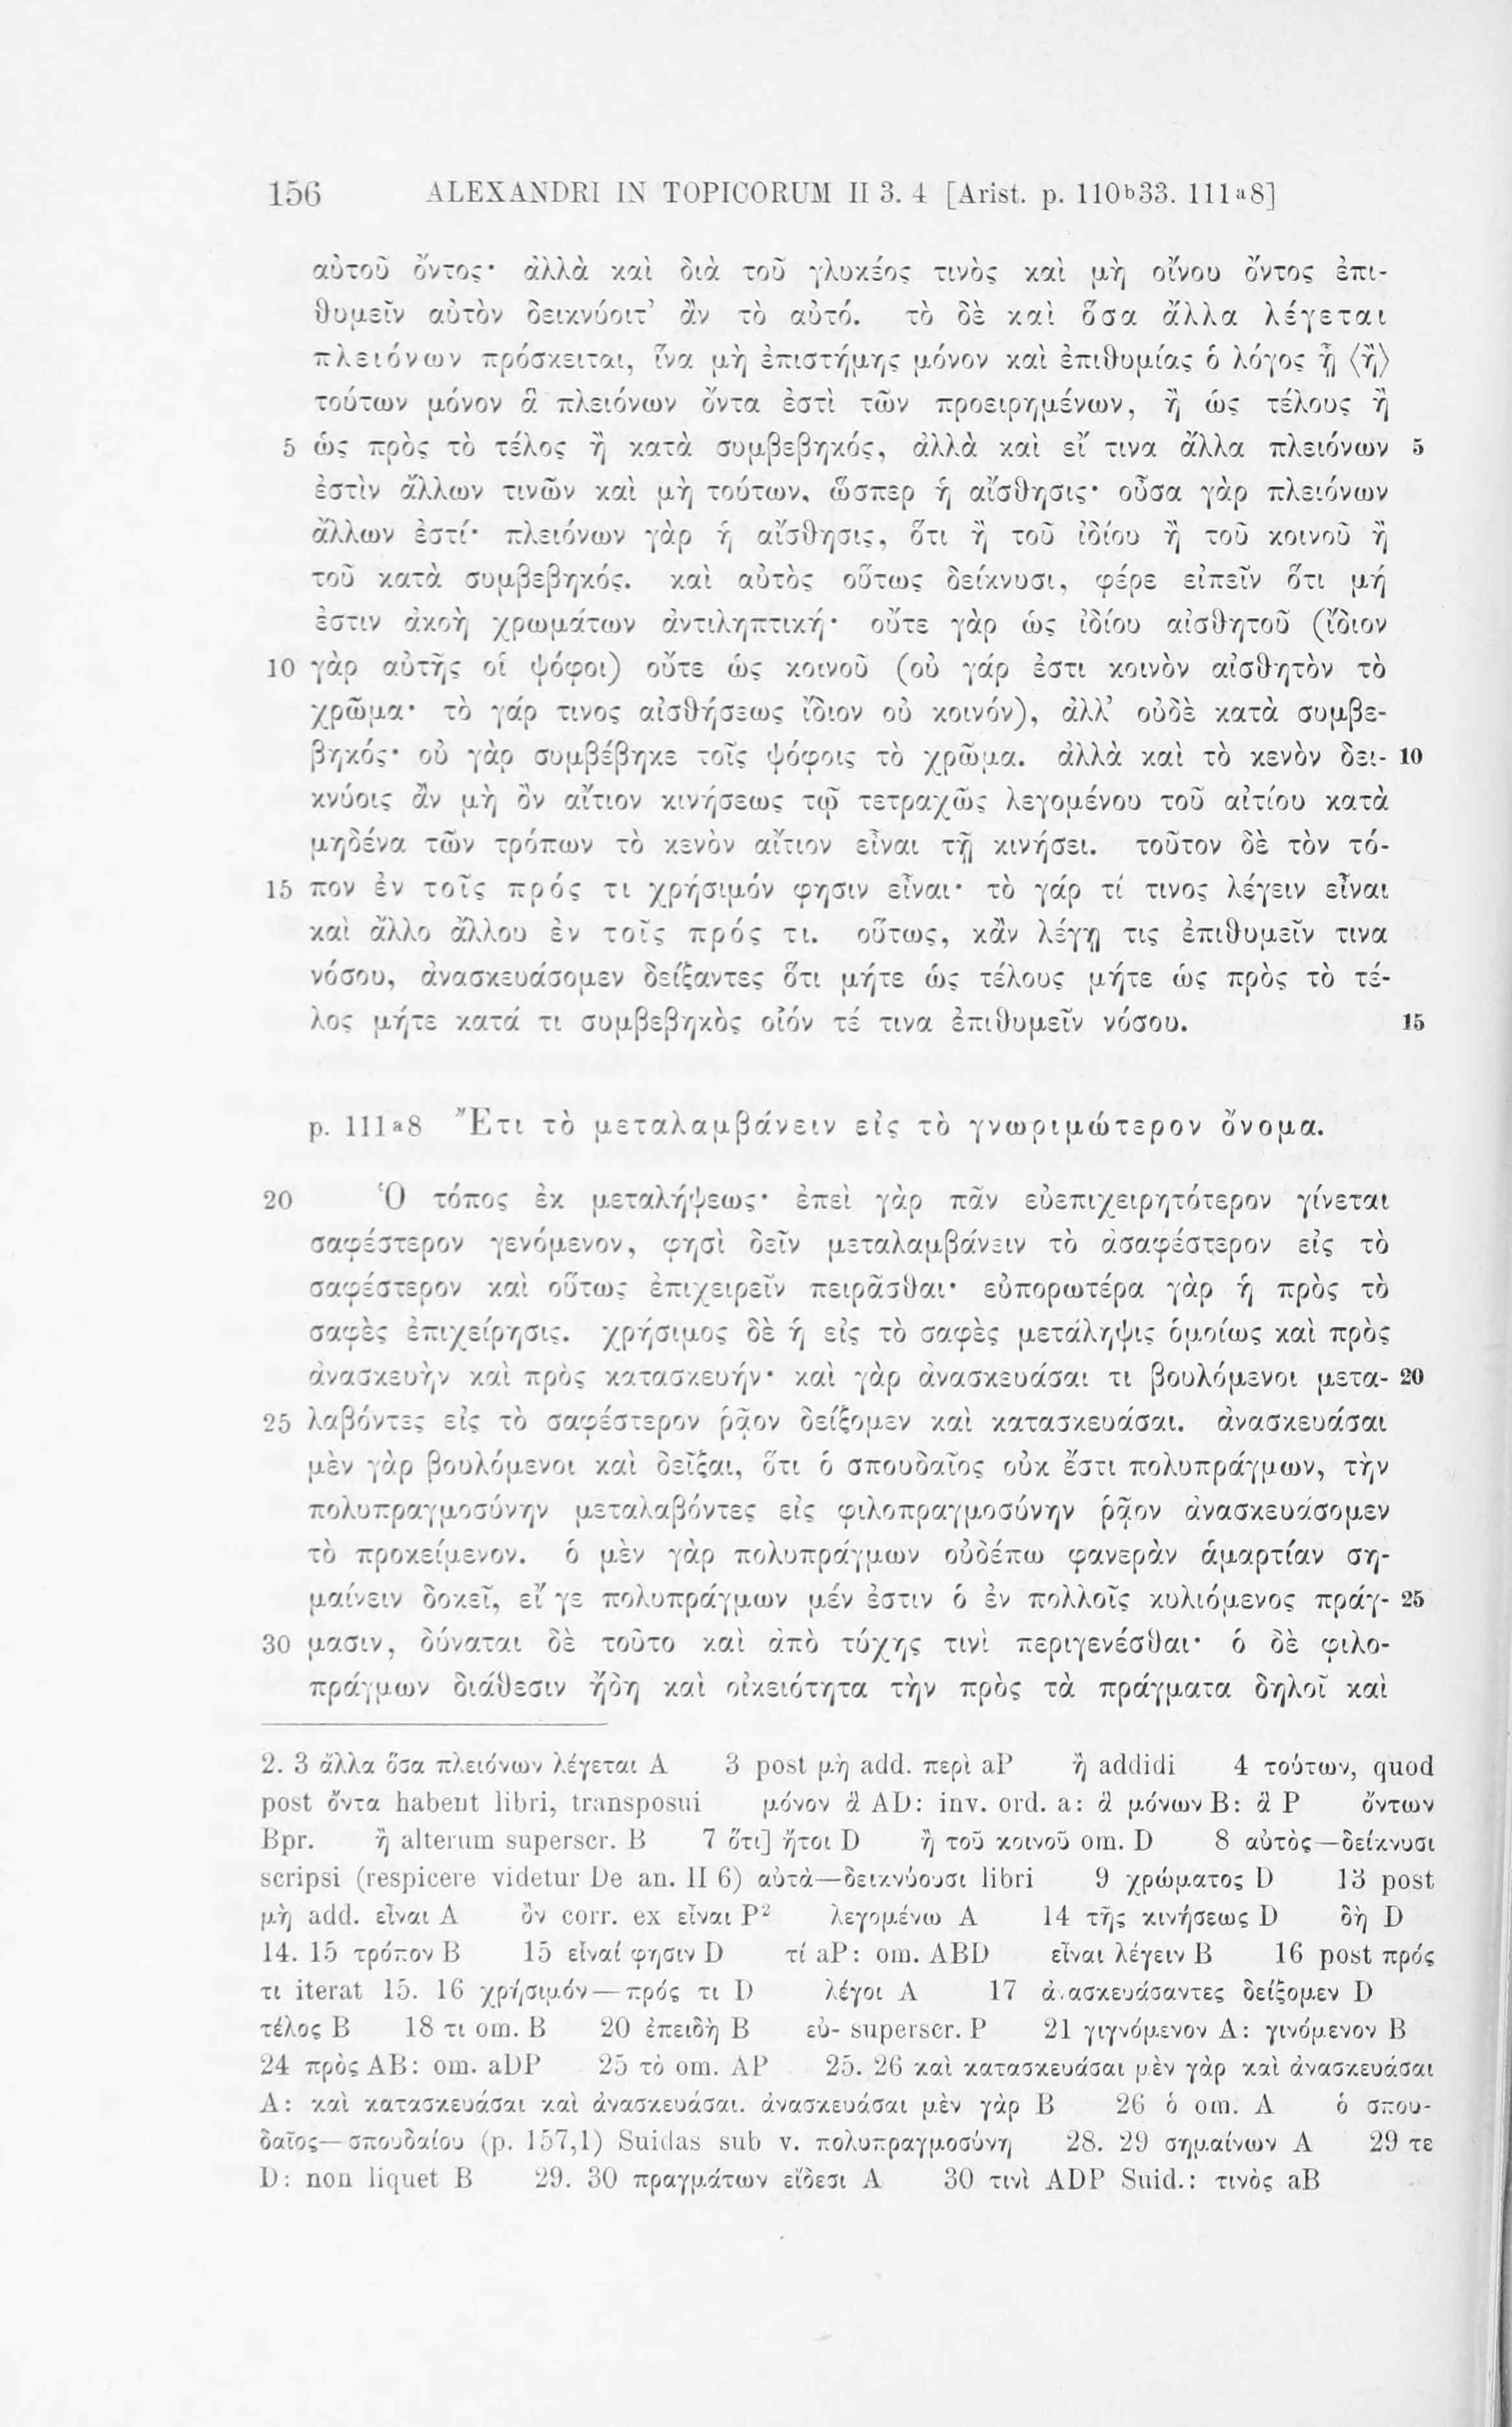 156 ALEXANDRI IN TOPICORUM II 3. 4 [Arist. p. 110b33. 111a8]
αὐτοῦ ὄντος· ἀλλὰ καὶ διὰ τοῦ γλυκέος τινὸς καὶ μὴ οἴνου ὄντος ἐπι-
θυμεῖν αὐτὸν δεικνύοιτ’ ἂν τὸ αὐτό. τὸ δὲ καὶ ὅσα ἄλλα λέγεται
πλειόνων πρόσκειται, ἵνα μὴ ἐπιστήμης μόνον καὶ ἐπιθυμίας ὁ λόγος ᾖ ⟨ἢ⟩
τούτων μόνον ἃ πλειόνων ὄντα ἐστὶ τῶν προειρημένων, ἢ ὡς τέλους ἢ
5 ὡς πρὸς τὸ τέλος ἢ κατὰ συμβεβηκός, ἀλλὰ καὶ εἴ τινα ἄλλα πλειόνων 5
ἐστὶν ἄλλων τινῶν καὶ μὴ τούτων, ὥσπερ ἡ αἴσθησις· οὖσα γὰρ πλειόνων
ἄλλων ἐστί· πλειόνων γὰρ ἡ αἴσθησις, ὅτι ἢ τοῦ ἰδίου ἢ τοῦ κοινοῦ ἢ
τοῦ κατὰ συμβεβηκός. καὶ αὐτὸς οὕτως δείκνυσι, φέρε εἰπεῖν ὅτι μή
ἐστιν ἀκοὴ χρωμάτων ἀντιληπτική· οὔτε γὰρ ὡς ἰδίου αἰσθητοῦ (ἴδιον
10 γὰρ αὐτῆς οἱ ψόφοι) οὔτε ὡς κοινοῦ (οὐ γάρ ἐστι κοινὸν αἰσθητὸν τὸ
χρῶμα· τὸ γάρ τινος αἰσθήσεως ἴδιον οὐ κοινόν), ἀλλ’ οὐδὲ κατὰ συμβε-
βηκός· οὐ γὰρ συμβέβηκε τοῖς ψόφοις τὸ χρῶμα. ἀλλὰ καὶ τὸ κενὸν δει- 10
κνύοις ἂν μὴ ὂν αἴτιον κινήσεως τῷ τετραχῶς λεγομένου τοῦ αἰτίου κατὰ
μηδένα τῶν τρόπων τὸ κενὸν αἴτιον εἶναι τῇ κινήσει. τοῦτον δὲ τὸν τό-
15 πον ἐν τοῖς πρός τι χρήσιμόν φησιν εἶναι· τὸ γάρ τί τινος λέγειν εἶναι
καὶ ἄλλο ἄλλου ἐν τοῖς πρός τι. οὕτως, κἂν λέγῃ τις ἐπιθυμεῖν τινα
νόσου, ἀνασκευάσομεν δείξαντες ὅτι μήτε ὡς τέλους μήτε ὡς πρὸς τὸ τέ-
λος μήτε κατά τι συμβεβηκὸς οἷόν τέ τινα ἐπιθυμεῖν νόσου. 15
p. 111a8 Ἔτι τὸ μεταλαμβάνειν εἰς τὸ γνωριμώτερον ὄνομα.
20 Ὁ τόπος ἐκ μεταλήψεως· ἐπεὶ γὰρ πᾶν εὐεπιχειρητότερον γίνεται
σαφέστερον γενόμενον, φησὶ δεῖν μεταλαμβάνειν τὸ ἀσαφέστερον εἰς τὸ
σαφέστερον καὶ οὕτως ἐπιχειρεῖν πειρᾶσθαι· εὐπορωτέρα γὰρ ἡ πρὸς τὸ
σαφὲς ἐπιχείρησις. χρήσιμος δὲ ἡ εἰς τὸ σαφὲς μετάληψις ὁμοίως καὶ πρὸς
ἀνασκευὴν καὶ πρὸς κατασκευήν· καὶ γὰρ ἀνασκευάσαι τι βουλόμενοι μετα- 20
25 λαβόντες εἰς τὸ σαφέστερον ῥᾷον δείξομεν καὶ κατασκευάσαι. ἀνασκευάσαι
μὲν γὰρ βουλόμενοι καὶ δεῖξαι, ὅτι ὁ σπουδαῖος οὐκ ἔστι πολυπράγμων, τὴν
πολυπραγμοσύνην μεταλαβόντες εἰς φιλοπραγμοσύνην ῥᾷον ἀνασκευάσομεν
τὸ προκείμενον. ὁ μὲν γὰρ πολυπράγμων οὐδέπω φανερὰν ἁμαρτίαν ση-
μαίνειν δοκεῖ, εἴ γε πολυπράγμων μέν ἐστιν ὁ ἐν πολλοῖς κυλιόμενος πράγ- 25
30 μασιν, δύναται δὲ τοῦτο καὶ ἀπὸ τύχης τινὶ περιγενέσθαι· ὁ δὲ φιλο-
πράγμων διάθεσιν ἤδη καὶ οἰκειότητα τὴν πρὸς τὰ πράγματα δηλοῖ καὶ
2. 3 ἄλλα ὅσα πλειόνων λέγεται A 3 post μὴ add. περὶ aP ἢ addidi 4 τούτων, quod
post ὄντα habent libri, transposui μόνον ἃ AD: inv. ord. a: ἃ μόνων B: ἃ P ὄντων
Bpr. ἢ alterum superscr. B 7 ὅτι] ἤτοι D ἢ τοῦ κοινοῦ om. D 8 αὐτὸς—δείκνυσι
scripsi (respicere videtur De an. II 6) αὐτὰ—δεικνύουσι libri 9 χρώματος D 13 post
μὴ add. εἶναι A ὂν corr. ex εἶναι P² λεγομένω A 14 τῆς κινήσεως D δὴ D
14. 15 τρόπον B 15 εἶναί φησιν D τί aP: om. ABD εἶναι λέγειν B 16 post πρός
τι iterat 15. 16 χρήσιμόν—πρός τι D λέγοι A 17 ἀνασκευάσαντες δείξομεν D
τέλος B 18 τι om. B 20 ἐπειδὴ B εὐ- superscr. P 21 γιγνόμενον A: γινόμενον B
24 πρὸς AB: om. aDP 25 τὸ om. AP 25. 26 καὶ κατασκευάσαι μὲν γὰρ καὶ ἀνασκευάσαι
A: καὶ κατασκευάσαι καὶ ἀνασκευάσαι. ἀνασκευάσαι μὲν γὰρ B 26 ὁ om. A ὁ σπου-
δαῖος—σπουδαίου (p. 157,1) Suidas sub v. πολυπραγμοσύνη 28. 29 σημαίνων A 29 τε
D: non liquet B 29. 30 πραγμάτων εἴδεσι A 30 τινὶ ADP Suid.: τινὸς aB